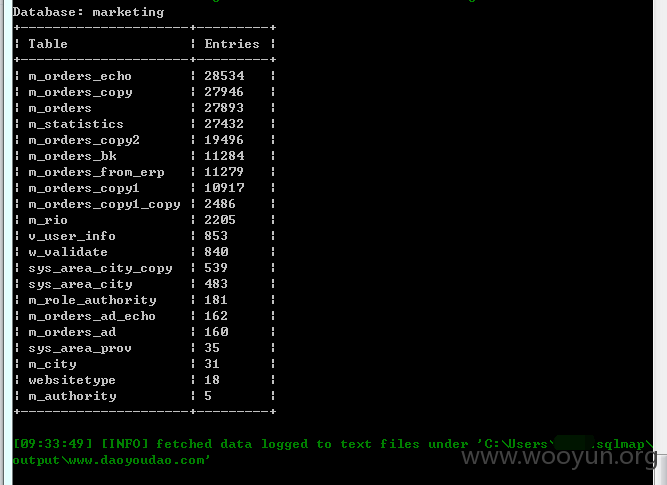 Database: marketing
+---------------------+---------+
¦ Table               ¦ Entries ¦
+---------------------+---------+
¦ m_orders_echo       ¦ 28534   ¦
¦ m_orders_copy       ¦ 27946   ¦
¦ m_orders            ¦ 27893   ¦
¦ m_statistics        ¦ 27432   ¦
¦ m_orders_copy2      ¦ 19496   ¦
¦ m_orders_bk         ¦ 11284   ¦
¦ m_orders_from_erp   ¦ 11279   ¦
¦ m_orders_copy1      ¦ 10917   ¦
¦ m_orders_copy1_copy ¦ 2486    ¦
¦ m_rio               ¦ 2205    ¦
¦ v_user_info         ¦ 853     ¦
¦ w_validate          ¦ 840     ¦
¦ sys_area_city_copy  ¦ 539     ¦
¦ sys_area_city       ¦ 483     ¦
¦ m_role_authority    ¦ 181     ¦
¦ m_orders_ad_echo    ¦ 162     ¦
¦ m_orders_ad         ¦ 160     ¦
¦ sys_area_prov       ¦ 35      ¦
¦ m_city              ¦ 31      ¦
¦ websitetype         ¦ 18      ¦
¦ m_authority         ¦ 5       ¦
+---------------------+---------+
[09:33:49] [INFO] fetched data logged to text files under 'C:\Users\ .sqlmap\
output\www.daoyoudao.com'
www.wooyun.org